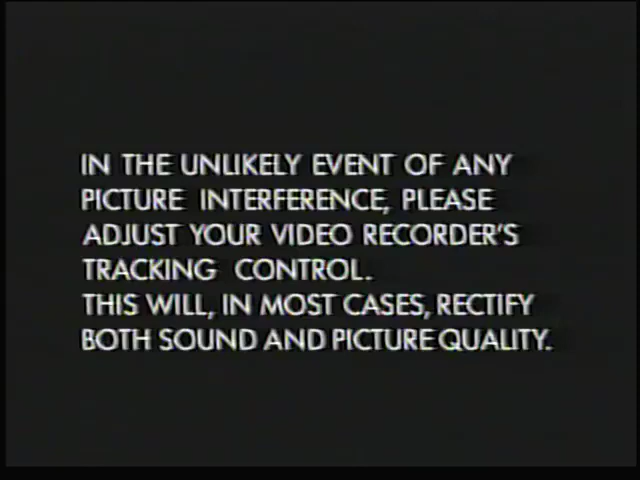 IN THE UNLIKELY EVENT OF ANY
PICTURE INTERFERENCE, PLEASE
ADJUST YOUR VIDEO RECORDER'S
TRACKING CONTROL.
THIS WILL, IN MOST CASES, RECTIFY
BOTH SOUND AND PICTURE QUALITY.